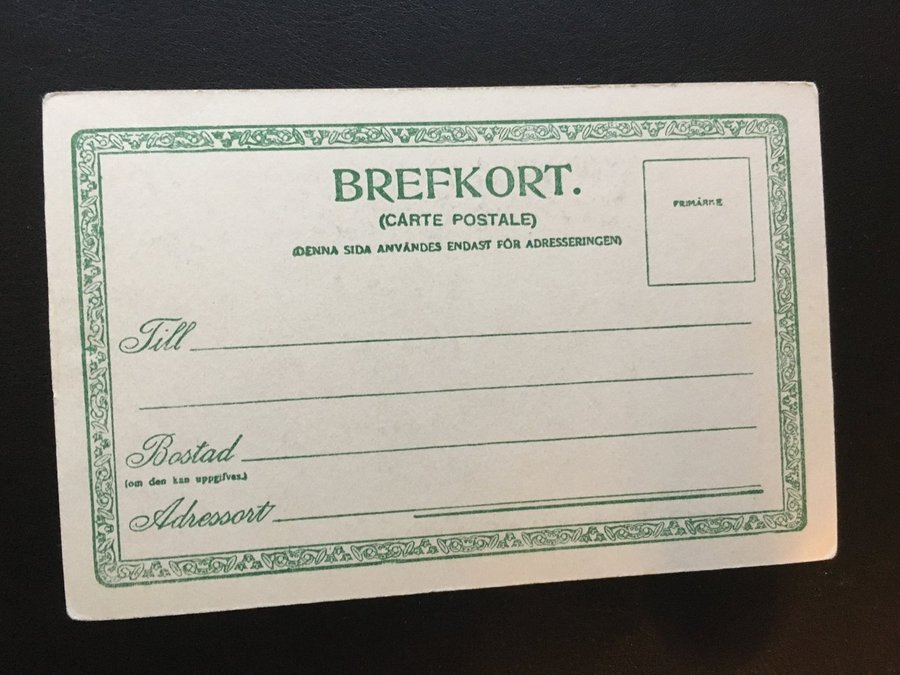 BREFKORT.
(CARTE POSTALE)
(DENNA SIDA ANVÄNDES ENDAST FÖR ADRESSERINGEN)
FRIMÄRKE
Till
Bostad
(om den kan uppgifves.)
Adressort